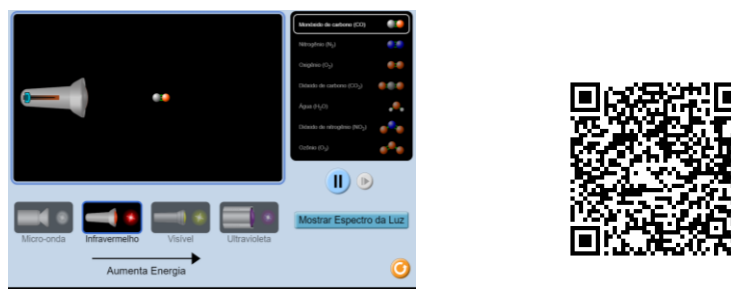 Monóxido de carbono (CO)
Nitrogênio (N₂)
Oxigênio (O₂)
Dióxido de carbono (CO₂)
Água (H₂O)
Dióxido de nitrogênio (NO₂)
Ozônio (O₃)
Mostrar Espectro da Luz
Micro-onda
Infravermelho
Visível
Ultravioleta
Aumenta Energia